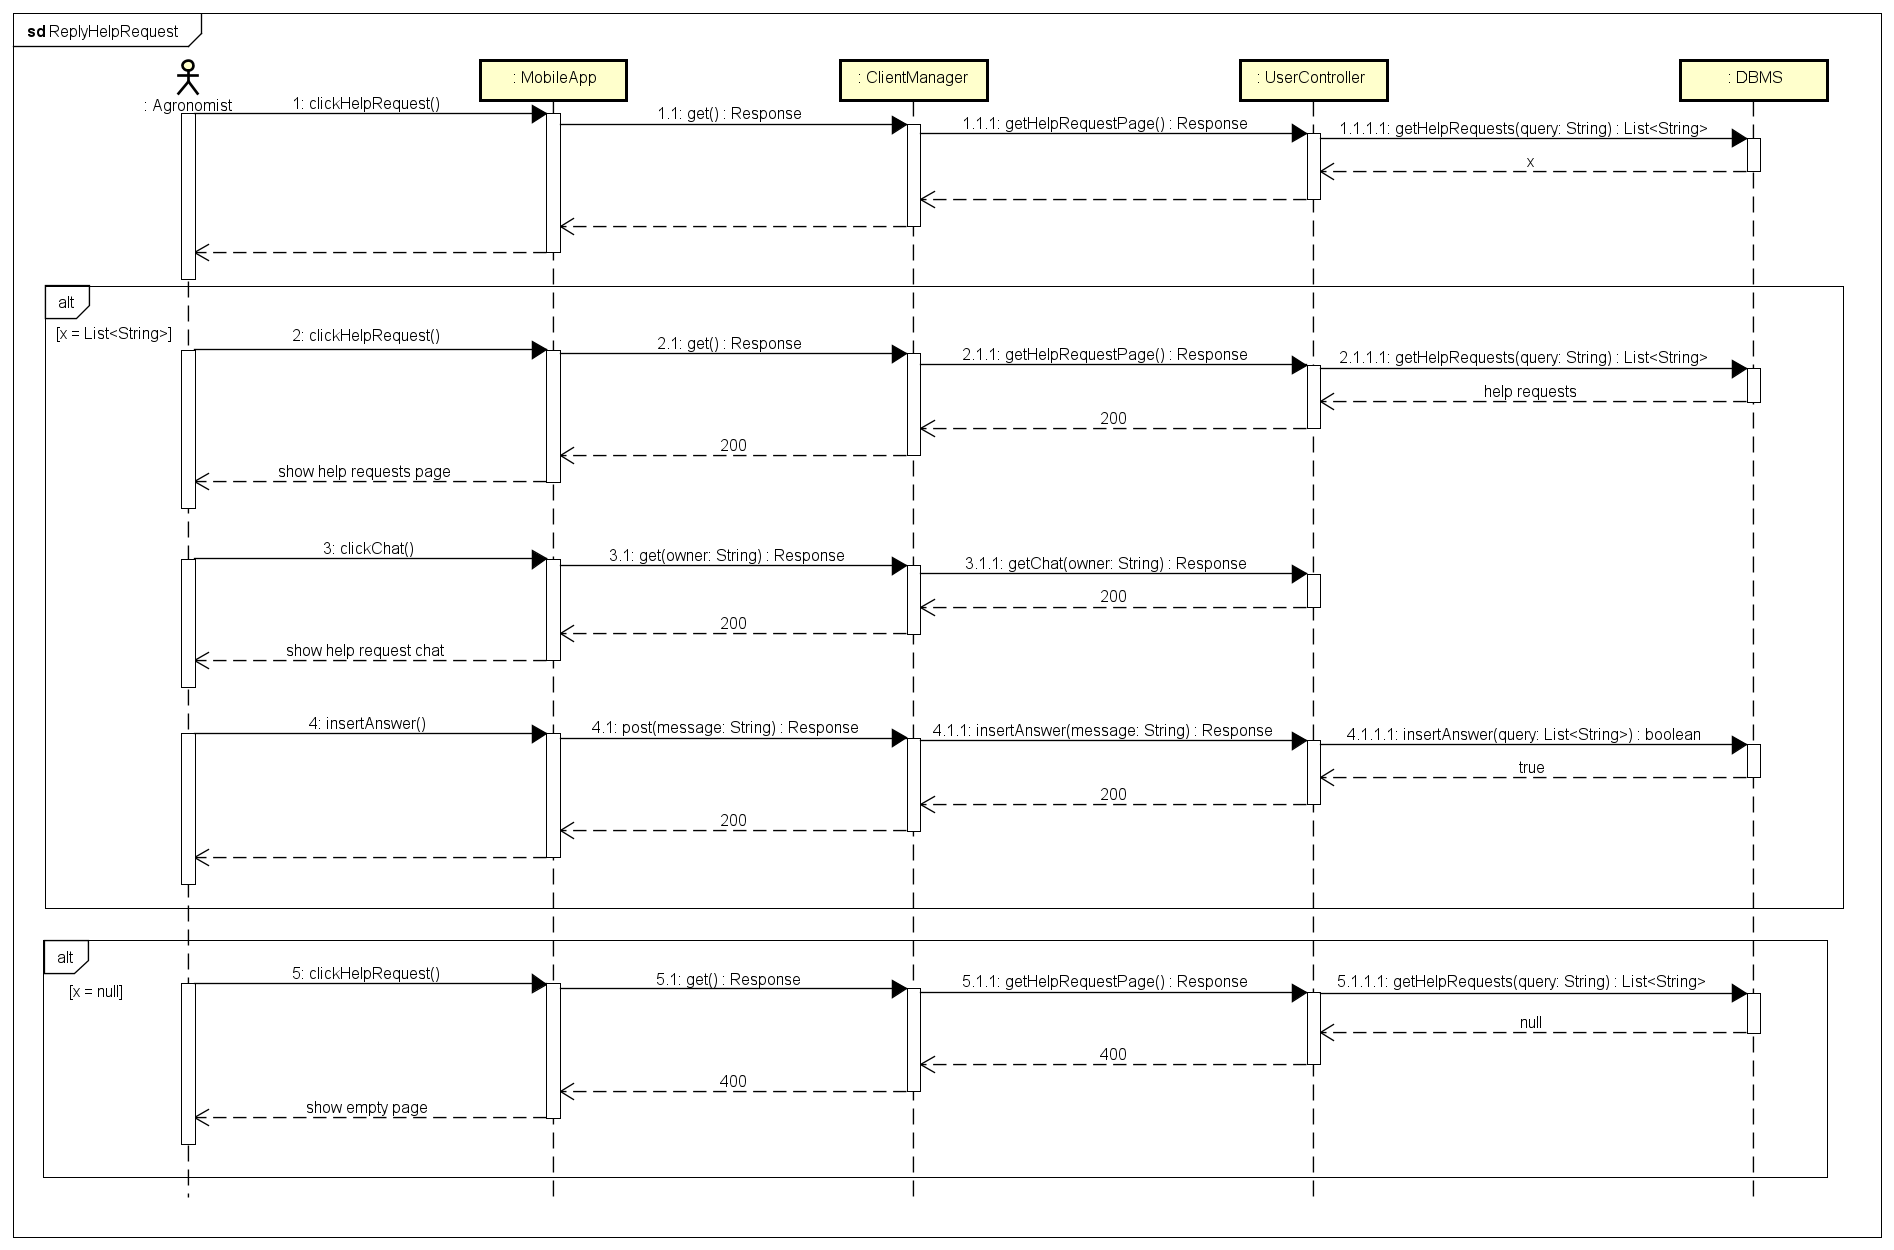 sd ReplyHelpRequest
: Agronomist
: MobileApp
: ClientManager
: UserController
: DBMS
1: clickHelpRequest()
1.1: get() : Response
1.1.1: getHelpRequestPage() : Response
1.1.1.1: getHelpRequests(query: String) : List<String>
x
alt
[x = List<String>]
2: clickHelpRequest()
2.1: get() : Response
2.1.1: getHelpRequestPage() : Response
2.1.1.1: getHelpRequests(query: String) : List<String>
help requests
200
200
show help requests page
3: clickChat()
3.1: get(owner: String) : Response
3.1.1: getChat(owner: String) : Response
200
200
show help request chat
4: insertAnswer()
4.1: post(message: String) : Response
4.1.1: insertAnswer(message: String) : Response
4.1.1.1: insertAnswer(query: List<String>) : boolean
true
200
200
alt
[x = null]
5: clickHelpRequest()
5.1: get() : Response
5.1.1: getHelpRequestPage() : Response
5.1.1.1: getHelpRequests(query: String) : List<String>
null
400
400
show empty page